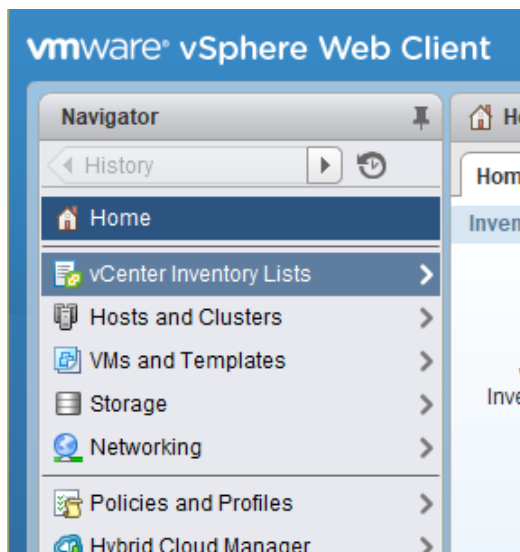 vmware® vSphere Web Client
Navigator
History
Home
vCenter Inventory Lists
Hosts and Clusters
VMs and Templates
Storage
Networking
Policies and Profiles
Hybrid Cloud Manager